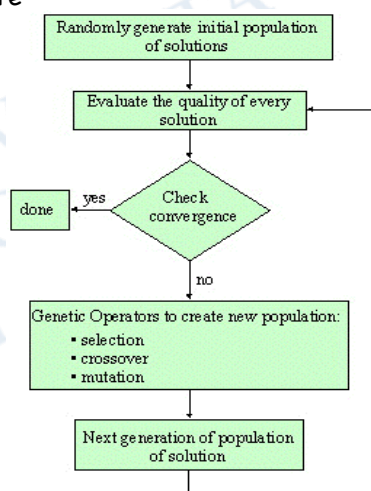 Randomly generate initial population
of solutions
Evaluate the quality of every
solution
Check
convergence
yes
done
no
Genetic Operators to create new population:
▪ selection
▪ crossover
▪ mutation
Next generation of population
of solution